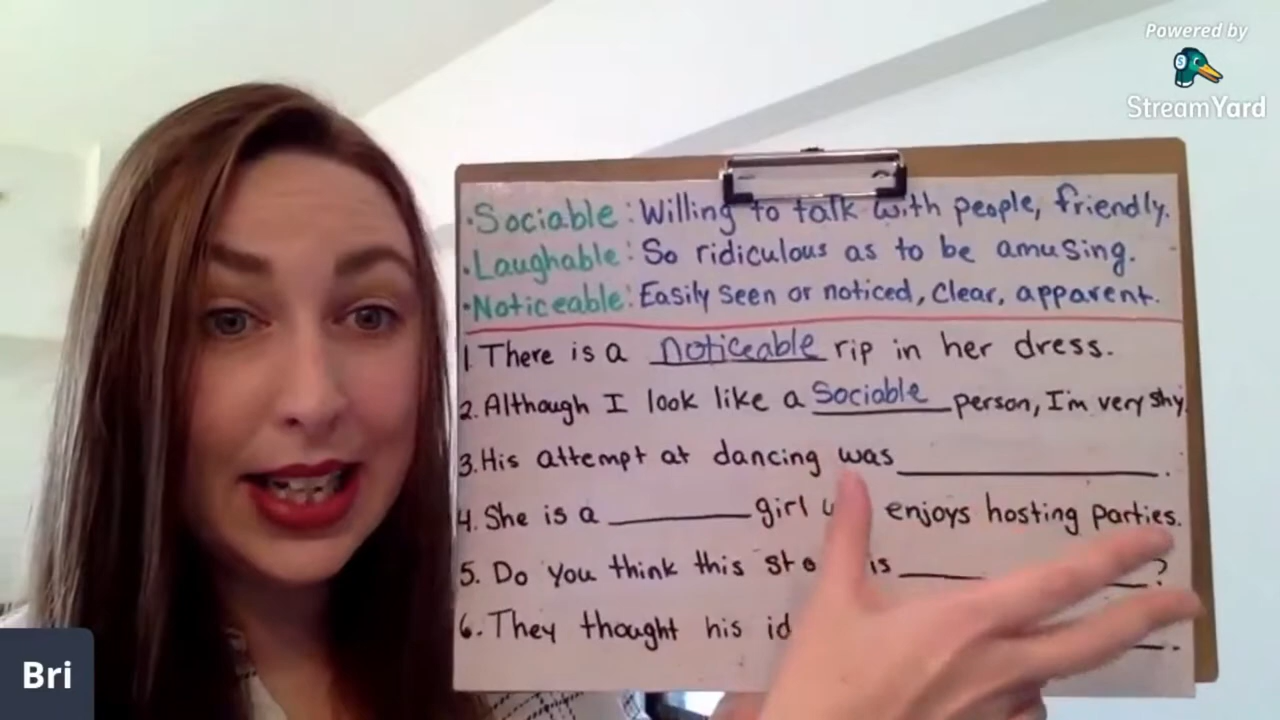 Powered by
StreamYard
·Sociable: Willing to talk with people, friendly.
·Laughable: So ridiculous as to be amusing.
·Noticeable: Easily seen or noticed, clear, apparent.
1. There is a noticeable rip in her dress.
2. Although I look like a Sociable person, I'm very shy.
3. His attempt at dancing was ____________.
4. She is a ________ girl enjoys hosting parties.
5. Do you think this is ________?
6. They thought his
Bri